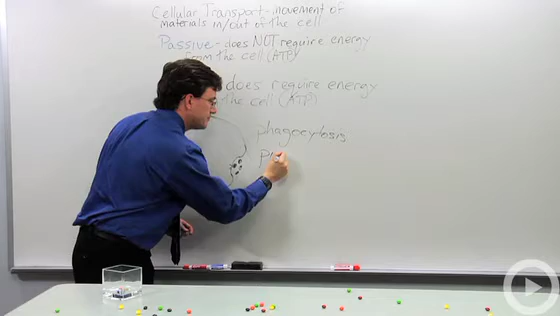 Cellular Transport - movement of
materials in/out of the cell
Passive - does NOT require energy
from the cell (ATP)
does require energy
the cell (ATP)
phagocytosis
Pi